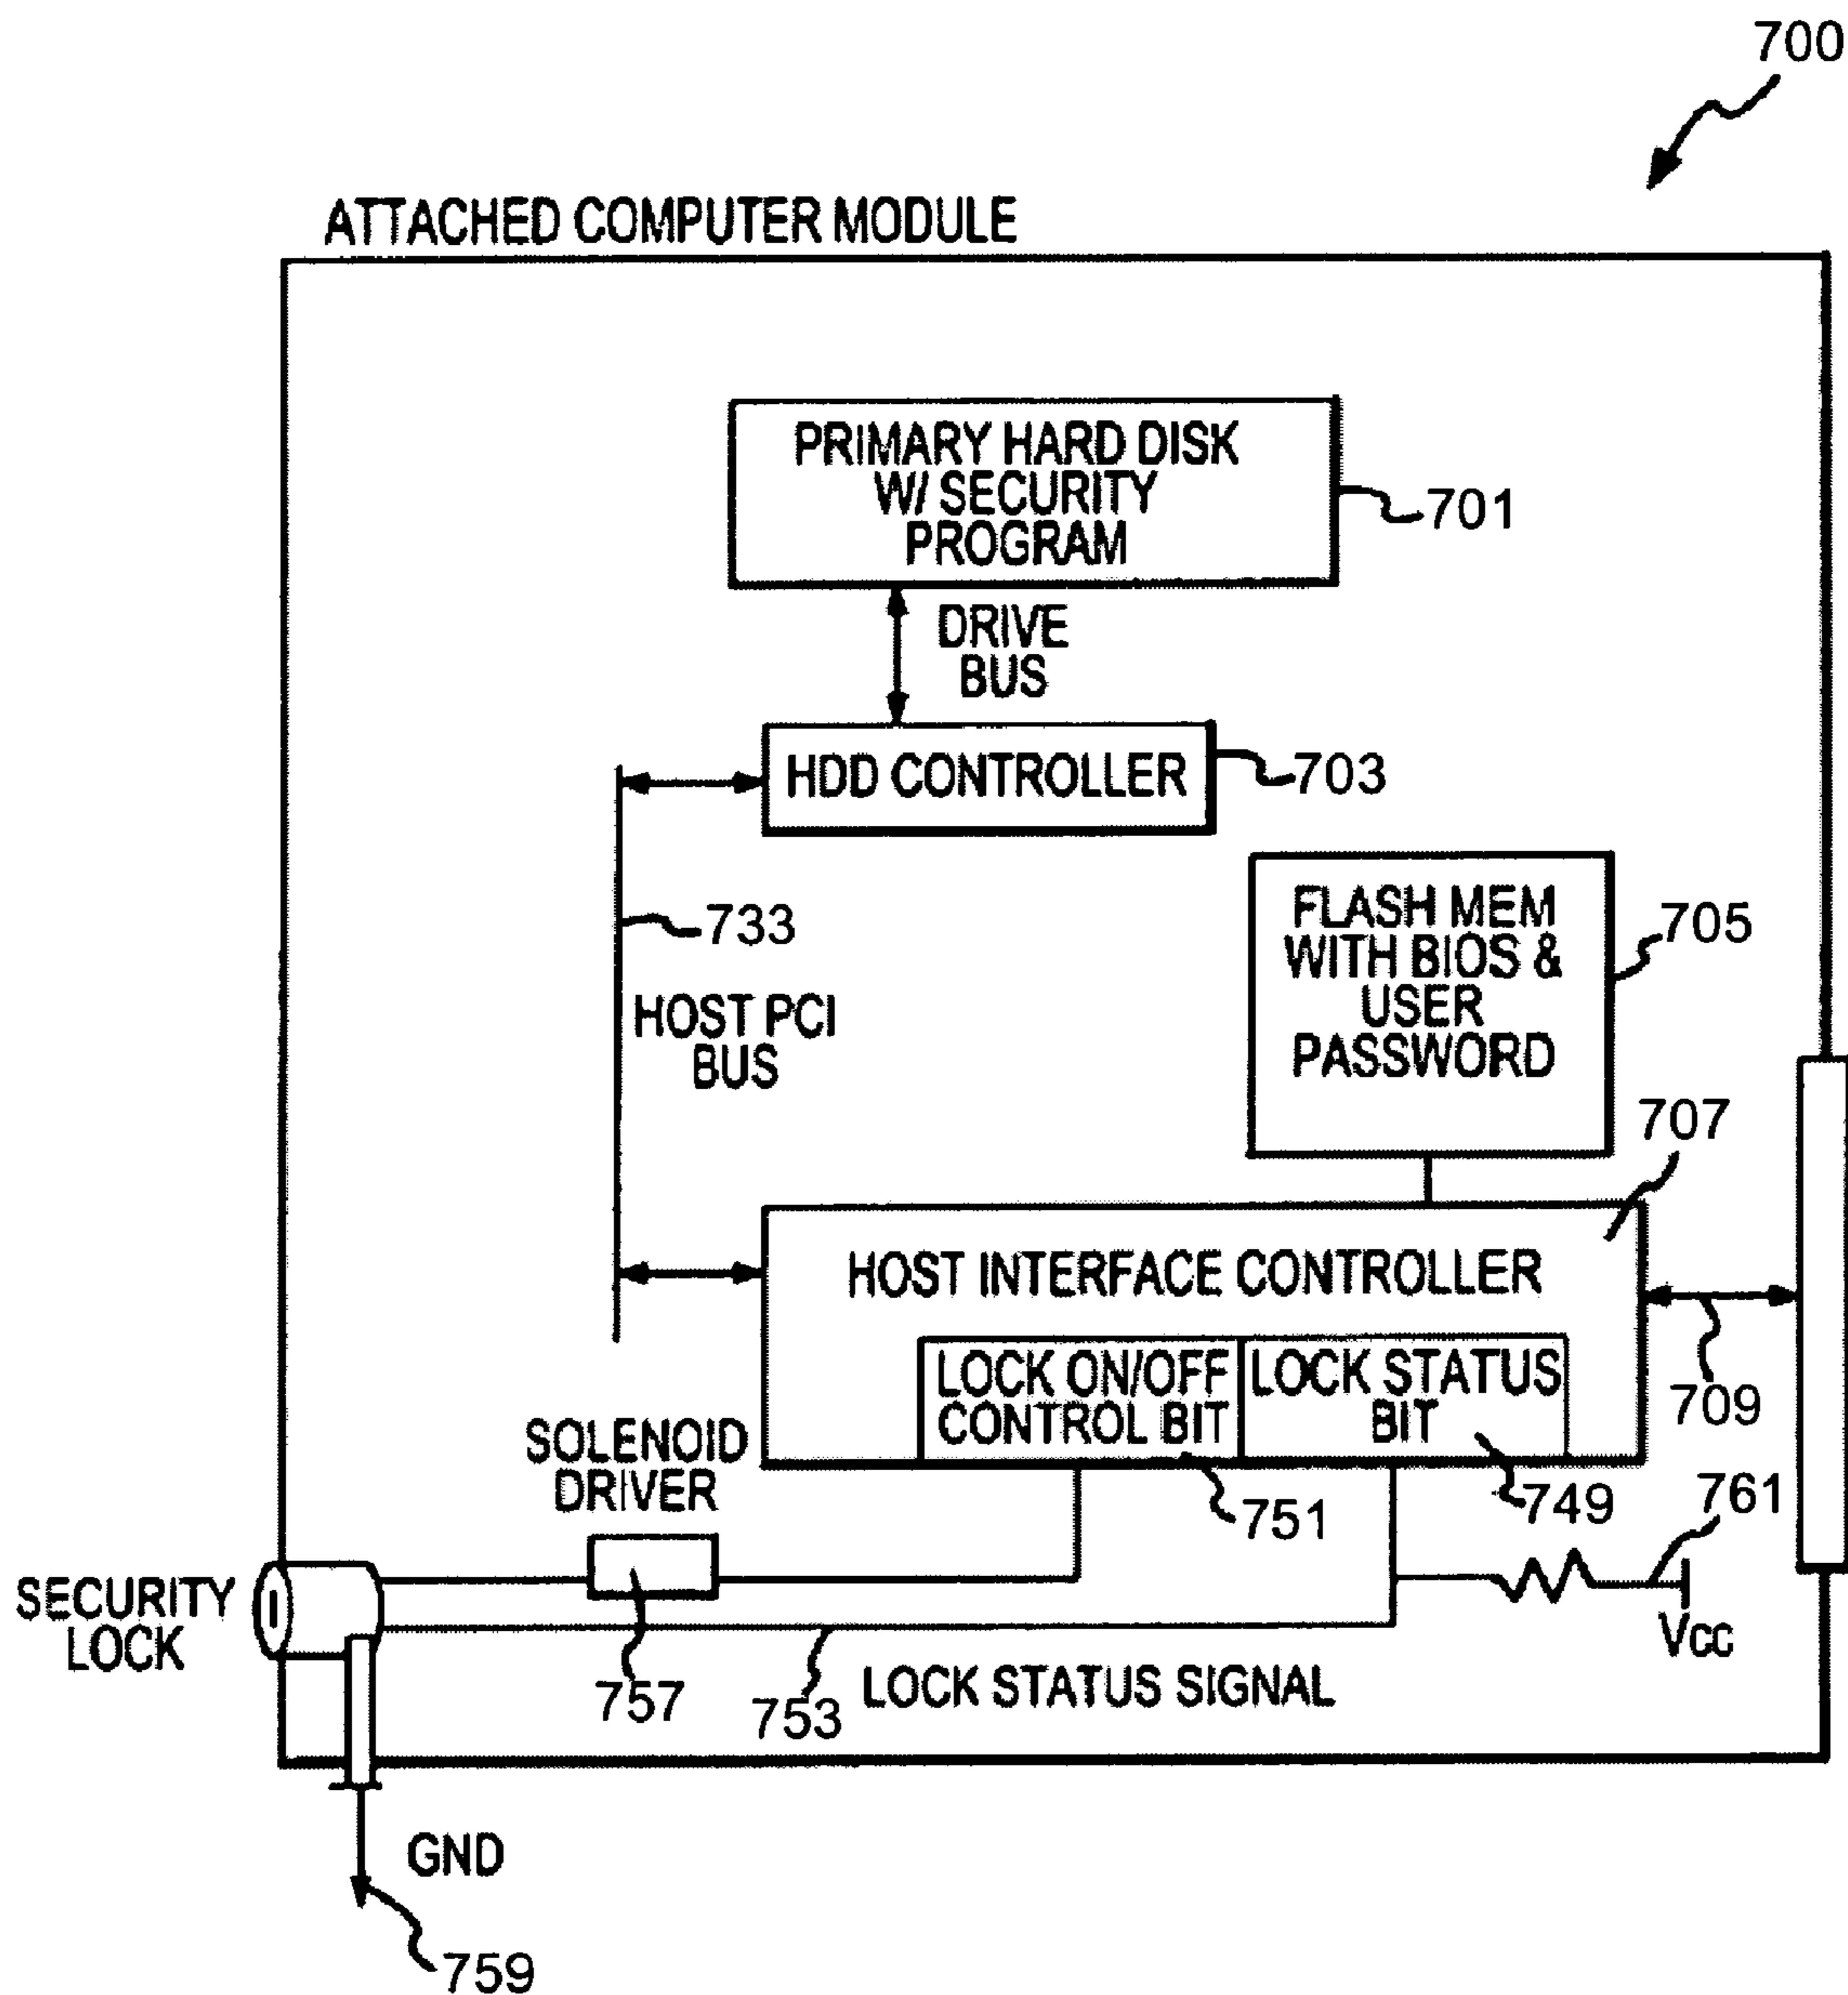 700
ATTACHED COMPUTER MODULE
PRIMARY HARD DISK
W/ SECURITY
PROGRAM
701
DRIVE
BUS
HDD CONTROLLER
703
733
HOST PCI
BUS
FLASH MEM
WITH BIOS &
USER
PASSWORD
705
707
HOST INTERFACE CONTROLLER
709
LOCK ON/OFF
CONTROL BIT
LOCK STATUS
BIT
751
749
761
SOLENOID
DRIVER
SECURITY
LOCK
757
753
LOCK STATUS SIGNAL
Vcc
GND
759